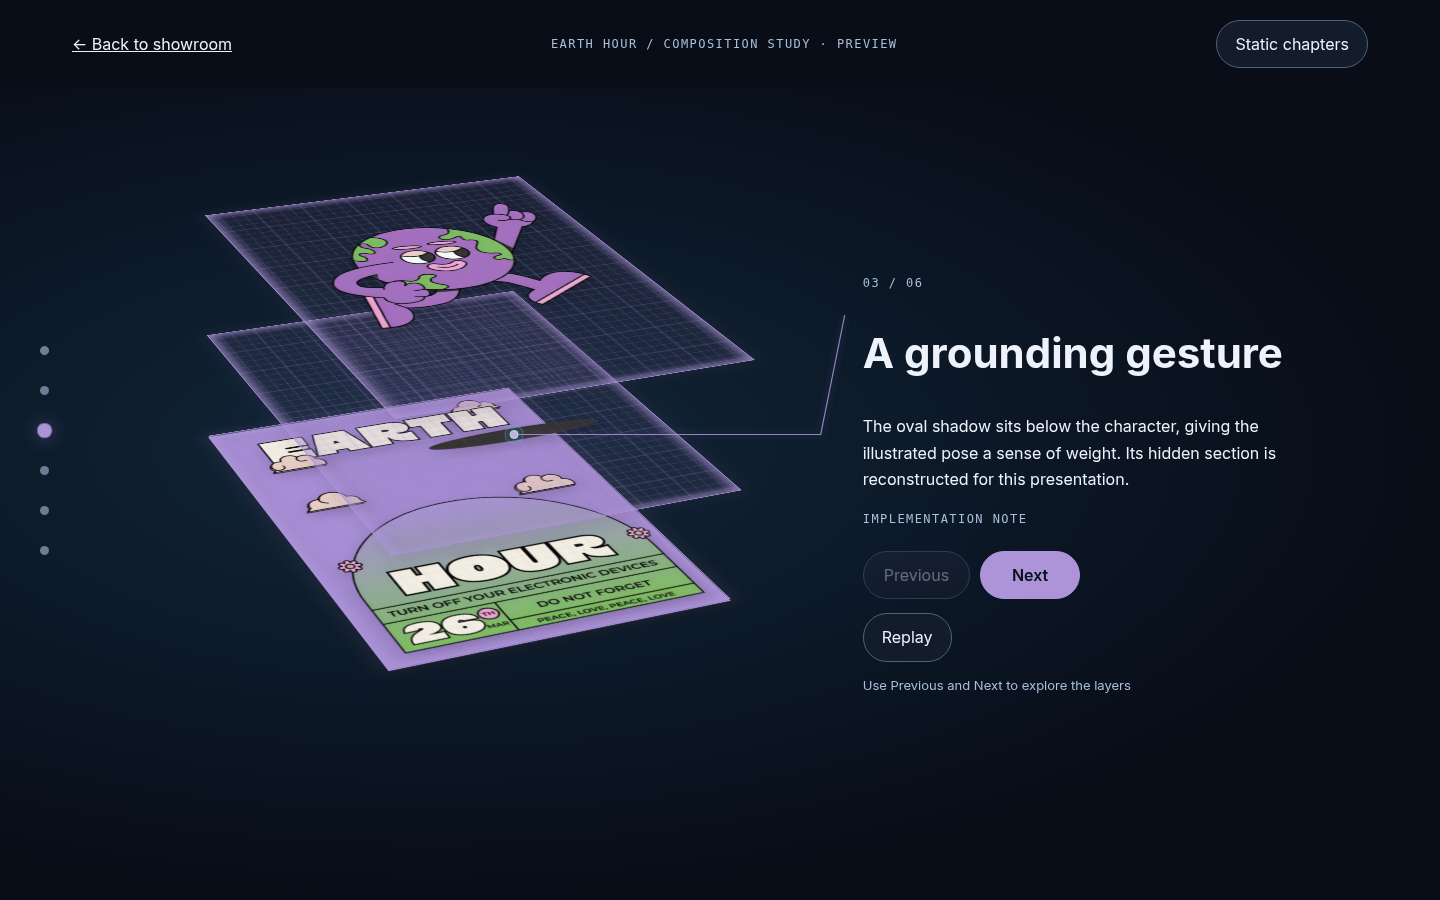 ← Back to showroom
EARTH HOUR / COMPOSITION STUDY · PREVIEW
Static chapters
EARTH
HOUR
TURN OFF YOUR ELECTRONIC DEVICES
26TH MAR
DO NOT FORGET
PEACE, LOVE, PEACE, LOVE
03 / 06
A grounding gesture
The oval shadow sits below the character, giving the
illustrated pose a sense of weight. Its hidden section is
reconstructed for this presentation.
IMPLEMENTATION NOTE
Previous
Next
Replay
Use Previous and Next to explore the layers